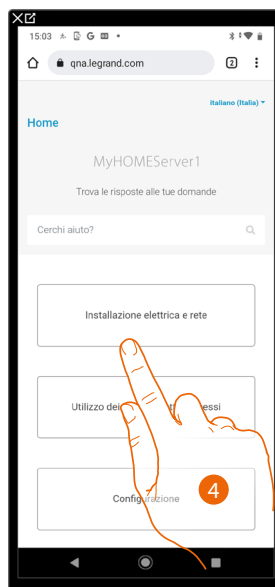 15:03 G
qna.legrand.com 2
italiano (Italia)
Home
MyHOMEServer1
Trova le risposte alle tue domande
Cerchi aiuto?
Installazione elettrica e rete
Utilizzo dei
Configurazione
4